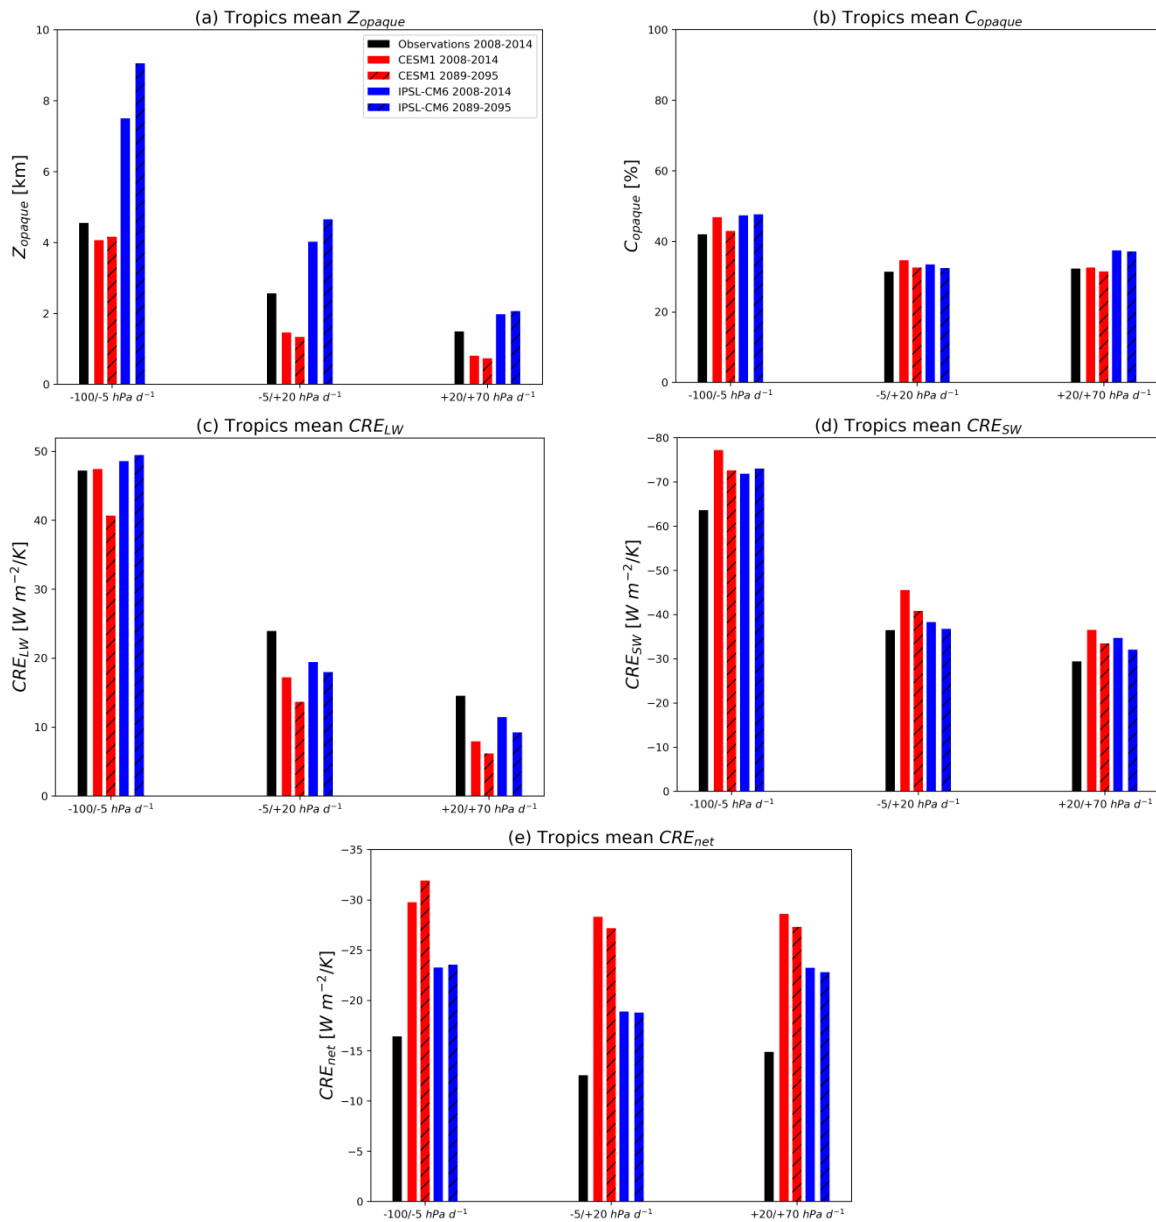 (a) Tropics mean Z_opaque
10
8
6
4
2
0
Z_opaque [km]
Observations 2008-2014
CESM1 2008-2014
CESM1 2089-2095
IPSL-CM6 2008-2014
IPSL-CM6 2089-2095
-100/-5 hPa d⁻¹
-5/+20 hPa d⁻¹
+20/+70 hPa d⁻¹
(b) Tropics mean C_opaque
100
80
60
40
20
0
C_opaque [%]
-100/-5 hPa d⁻¹
-5/+20 hPa d⁻¹
+20/+70 hPa d⁻¹
(c) Tropics mean CRE_LW
50
40
30
20
10
0
CRE_LW [W m⁻²/K]
-100/-5 hPa d⁻¹
-5/+20 hPa d⁻¹
+20/+70 hPa d⁻¹
(d) Tropics mean CRE_SW
−80
−70
−60
−50
−40
−30
−20
−10
0
CRE_SW [W m⁻²/K]
-100/-5 hPa d⁻¹
-5/+20 hPa d⁻¹
+20/+70 hPa d⁻¹
(e) Tropics mean CRE_net
−35
−30
−25
−20
−15
−10
−5
0
CRE_net [W m⁻²/K]
-100/-5 hPa d⁻¹
-5/+20 hPa d⁻¹
+20/+70 hPa d⁻¹